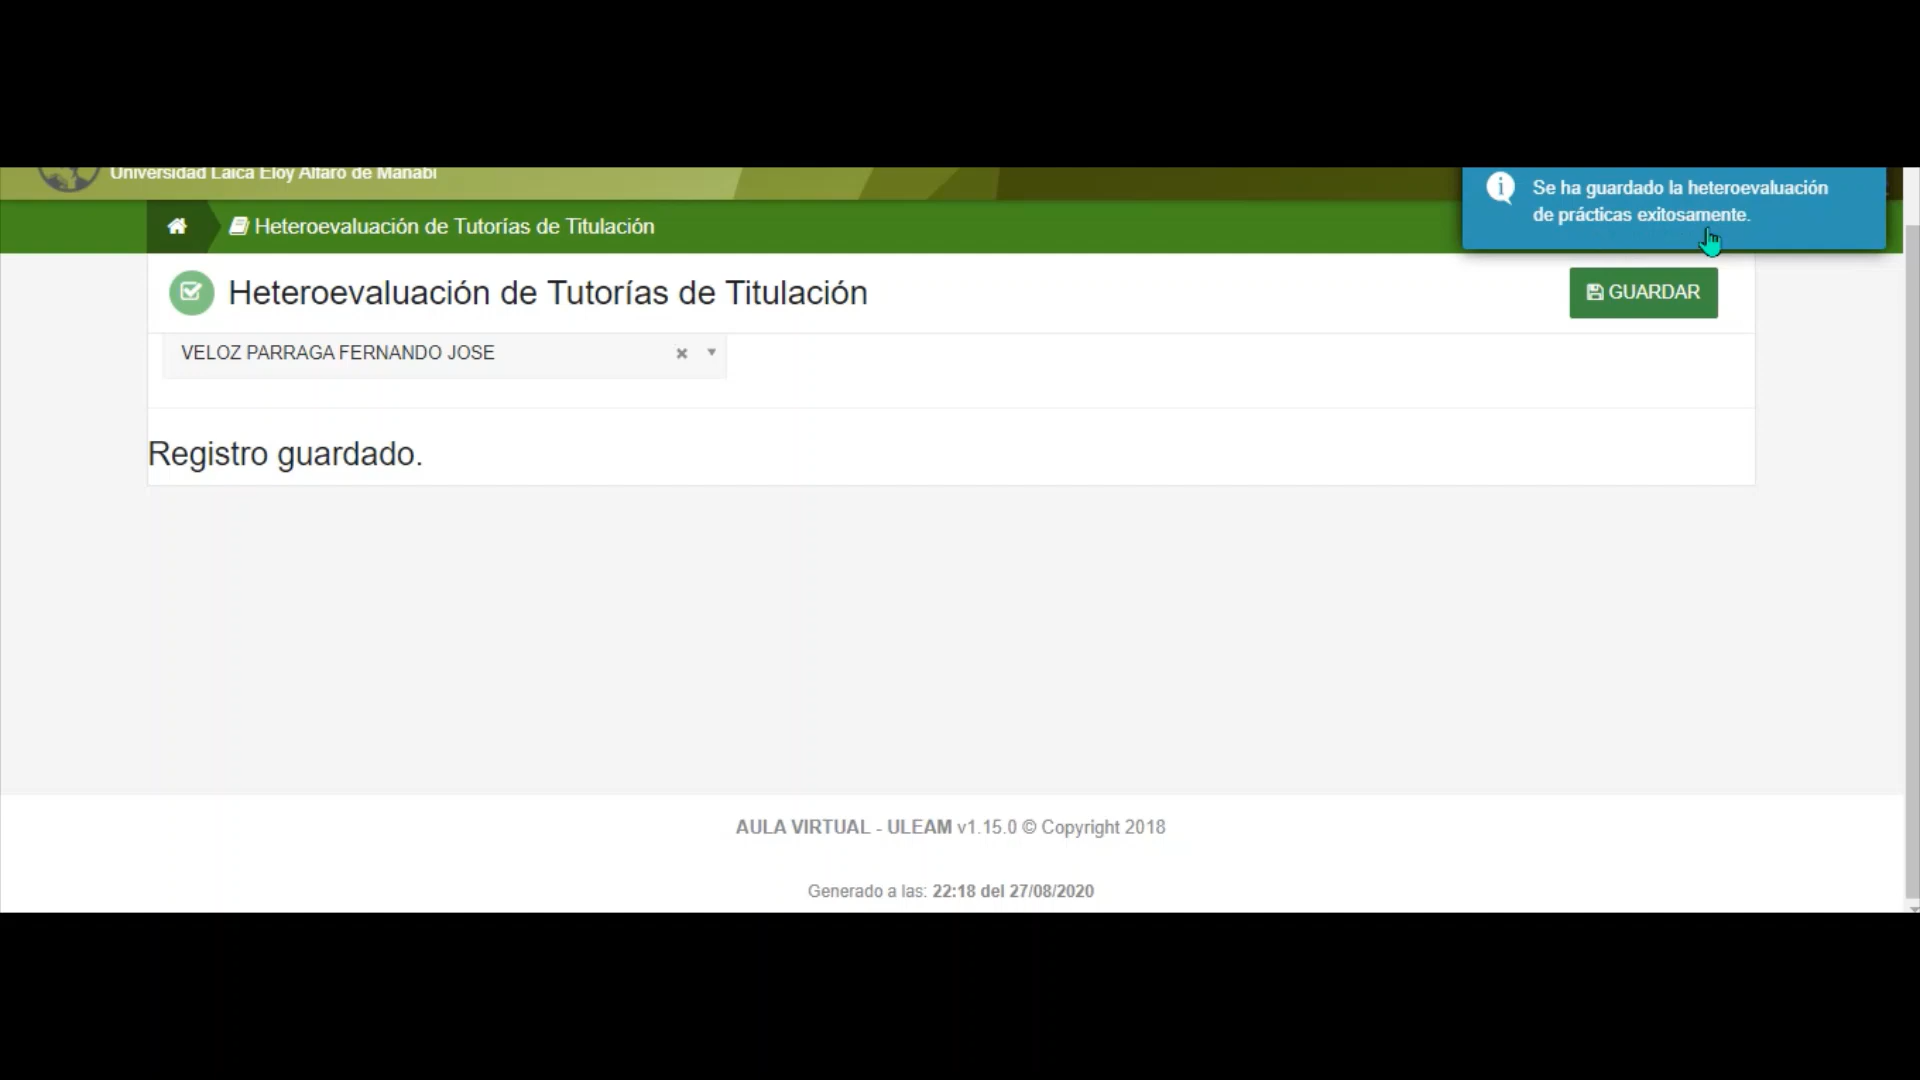 Universidad Laica Eloy Alfaro de Manabí
Se ha guardado la heteroevaluación
de prácticas exitosamente.
Heteroevaluación de Tutorías de Titulación
Heteroevaluación de Tutorías de Titulación
GUARDAR
VELOZ PARRAGA FERNANDO JOSE
Registro guardado.
AULA VIRTUAL - ULEAM v1.15.0 © Copyright 2018
Generado a las: 22:18 del 27/08/2020